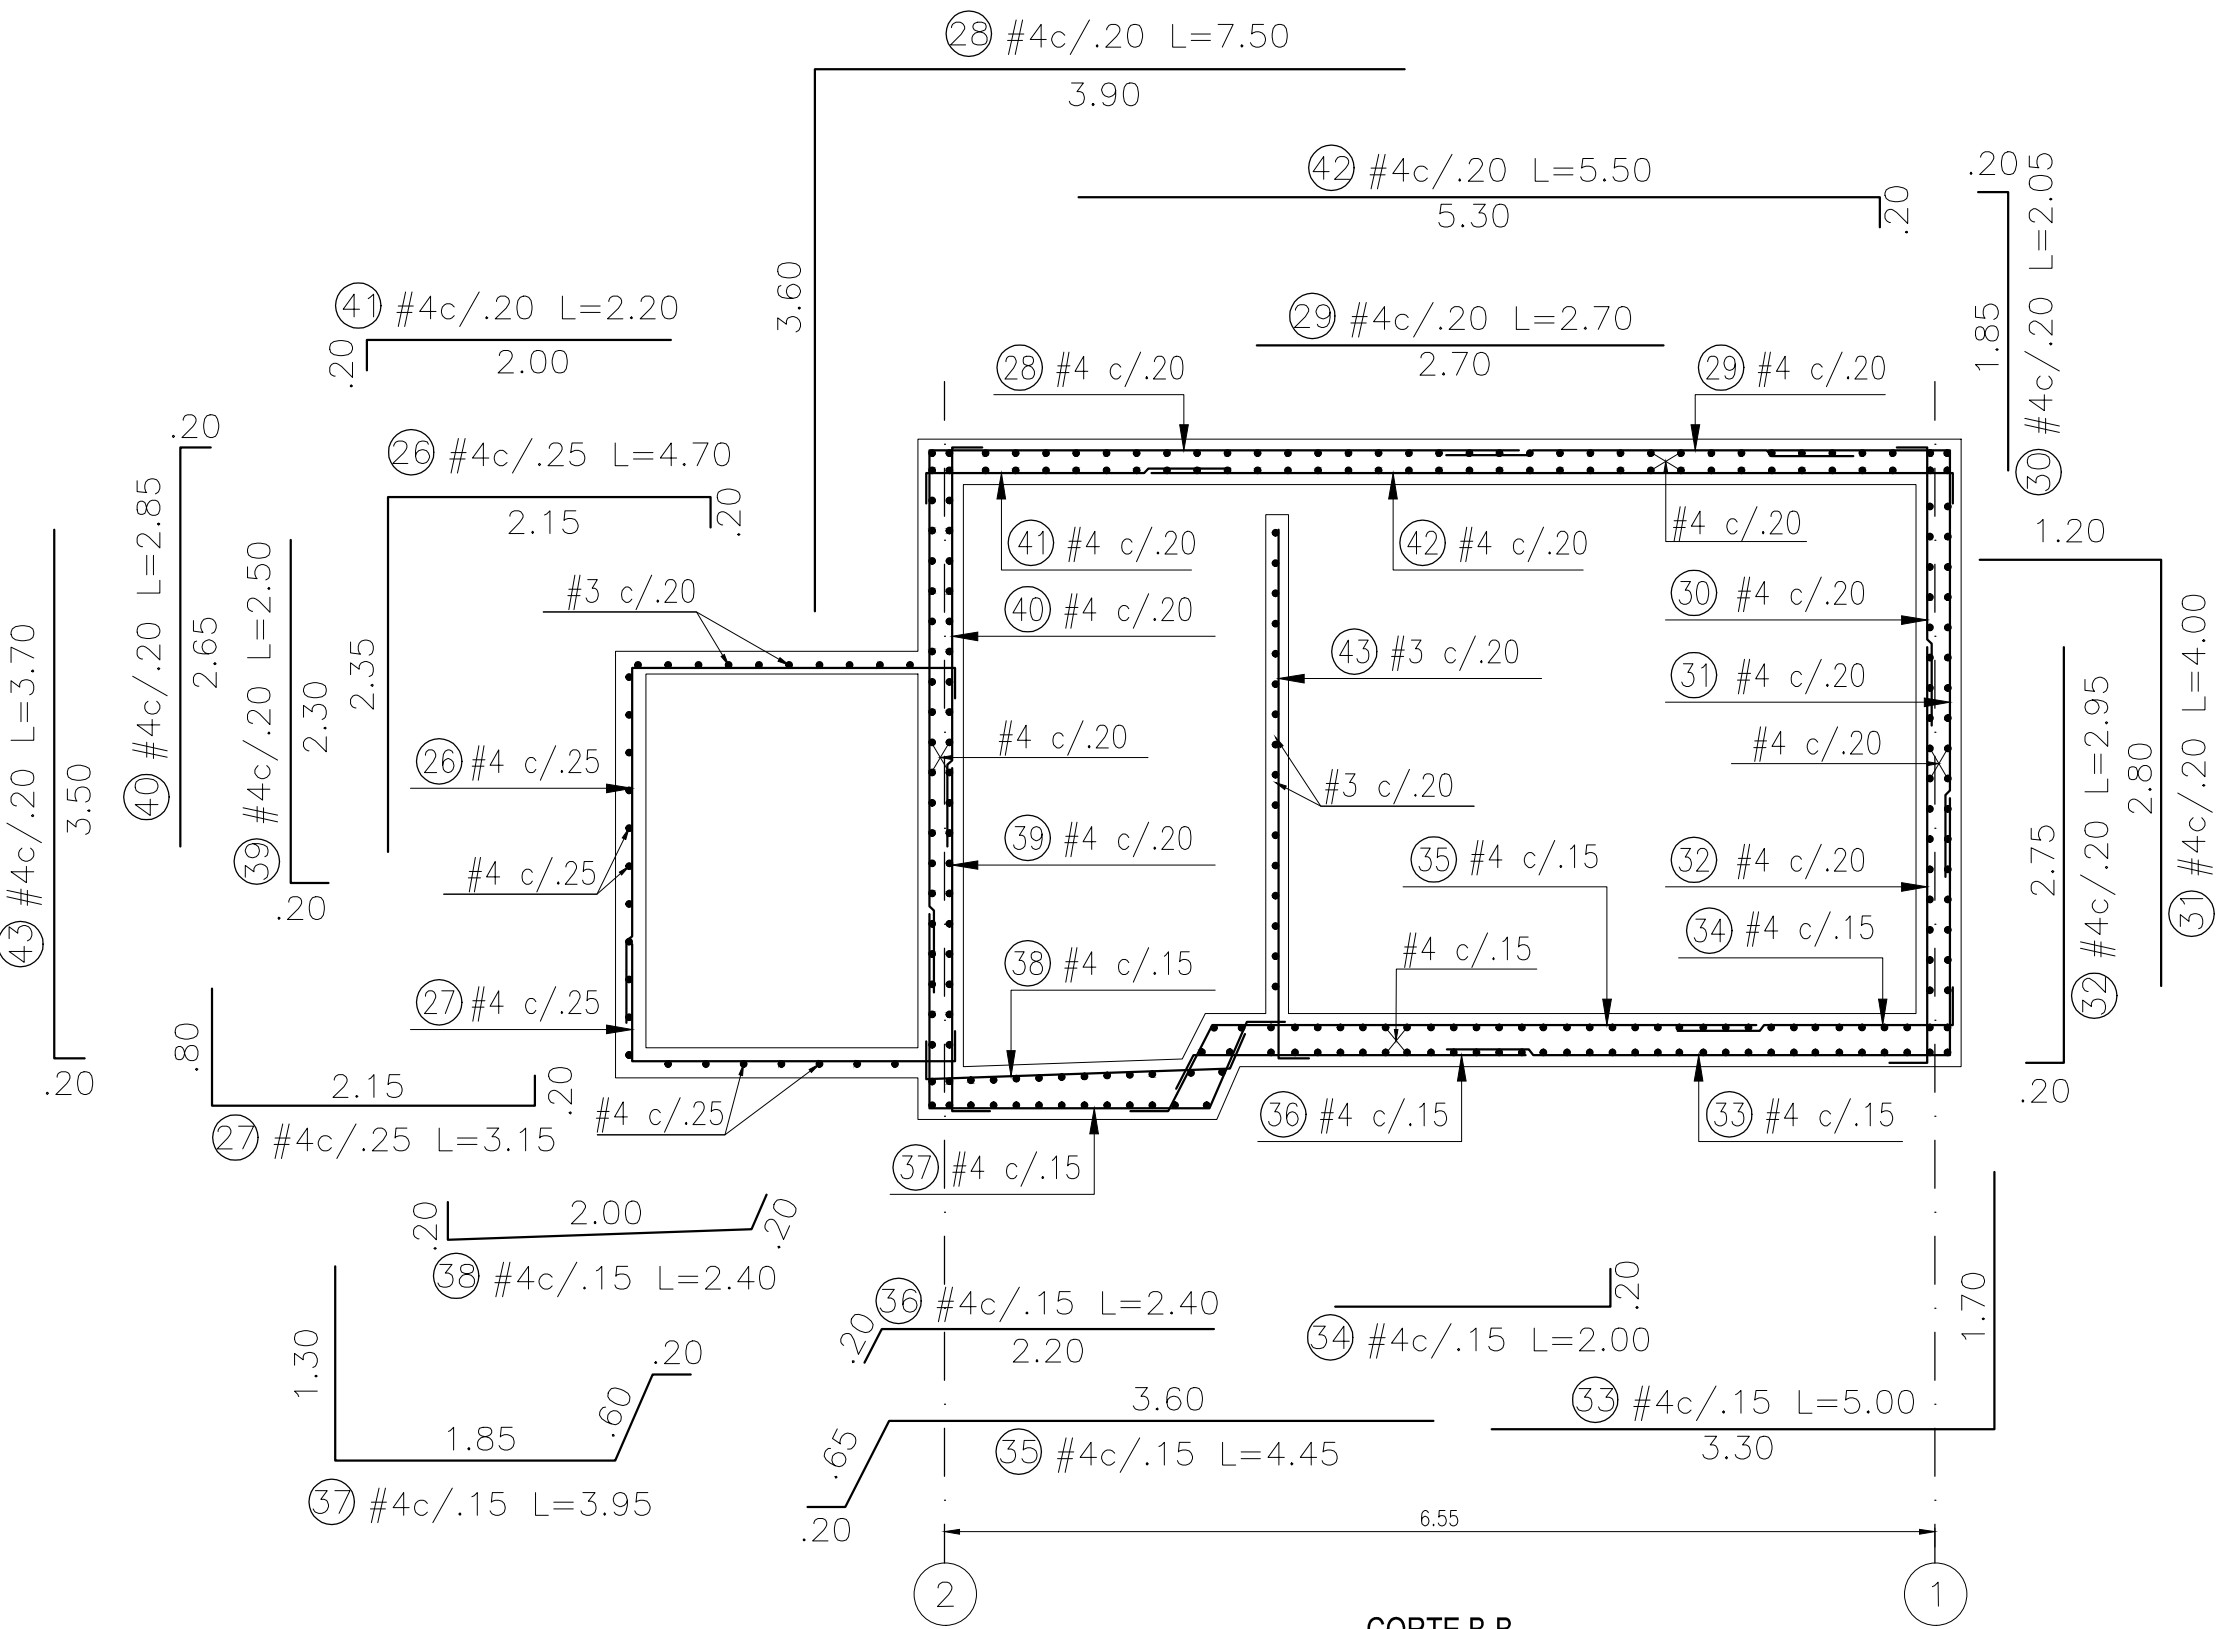 28 #4c/.20 L=7.50
3.90
3.60
42 #4c/.20 L=5.50
5.30
.20
.20
1.85
30 #4c/.20 L=2.05
41 #4c/.20 L=2.20
.20
2.00
29 #4c/.20 L=2.70
2.70
28 #4 c/.20
29 #4 c/.20
.20
40 #4c/.20 L=2.85
2.65
26 #4c/.25 L=4.70
2.15
.20
2.35
39 #4c/.20 L=2.50
2.30
.20
43 #4c/.20 L=3.70
3.50
.20
41 #4 c/.20
42 #4 c/.20
#4 c/.20
1.20
2.80
31 #4c/.20 L=4.00
#3 c/.20
40 #4 c/.20
30 #4 c/.20
43 #3 c/.20
31 #4 c/.20
26 #4 c/.25
#4 c/.20
#4 c/.20
#3 c/.20
2.75
32 #4c/.20 L=2.95
.20
#4 c/.25
39 #4 c/.20
35 #4 c/.15
32 #4 c/.20
38 #4 c/.15
#4 c/.15
34 #4 c/.15
27 #4 c/.25
.80
2.15
.20
27 #4c/.25 L=3.15
#4 c/.25
36 #4 c/.15
33 #4 c/.15
37 #4 c/.15
.20
2.00
.20
38 #4c/.15 L=2.40
36 #4c/.15 L=2.40
.20
2.20
.20
34 #4c/.15 L=2.00
1.70
33 #4c/.15 L=5.00
3.30
1.30
.20
.60
1.85
37 #4c/.15 L=3.95
3.60
.65
35 #4c/.15 L=4.45
.20
6.55
2
1
CORTE B-B